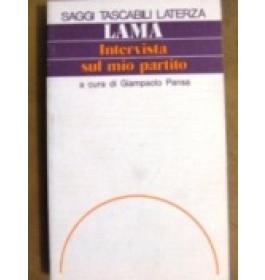 SAGGI TASCABILI LATERZA
LAMA
Intervista
sul mio partito
a cura di Giampaolo Pansa